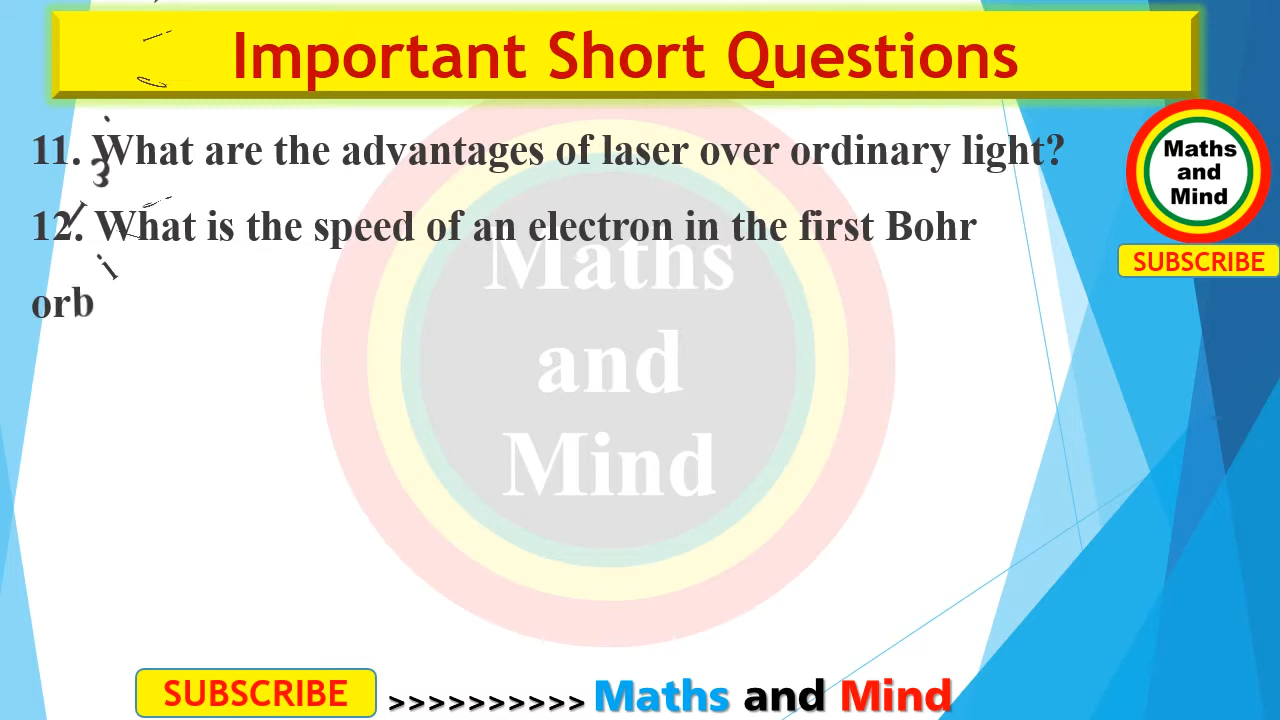 Important Short Questions
11. What are the advantages of laser over ordinary light?
12. What is the speed of an electron in the first Bohr
orb
Maths
and
Mind
SUBSCRIBE
Maths
and
Mind
SUBSCRIBE >>>>>>>>>> Maths and Mind